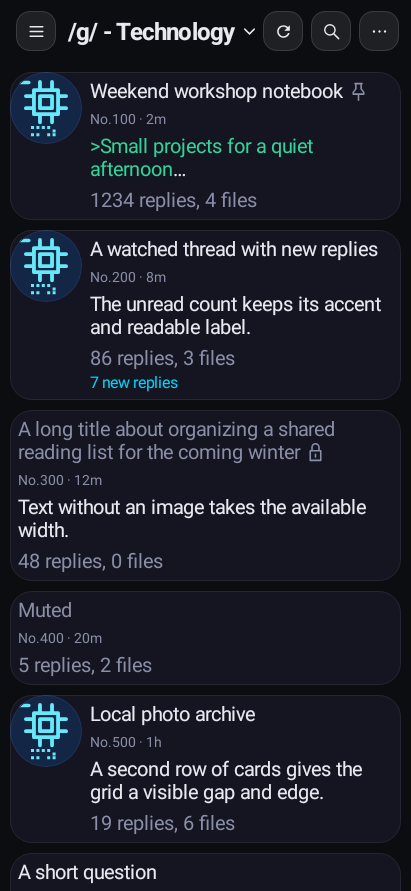 /g/ - Technology
Weekend workshop notebook
No.100 · 2m
>Small projects for a quiet
afternoon…
1234 replies, 4 files
A watched thread with new replies
No.200 · 8m
The unread count keeps its accent
and readable label.
86 replies, 3 files
7 new replies
A long title about organizing a shared
reading list for the coming winter
No.300 · 12m
Text without an image takes the available
width.
48 replies, 0 files
Muted
No.400 · 20m
5 replies, 2 files
Local photo archive
No.500 · 1h
A second row of cards gives the
grid a visible gap and edge.
19 replies, 6 files
A short question